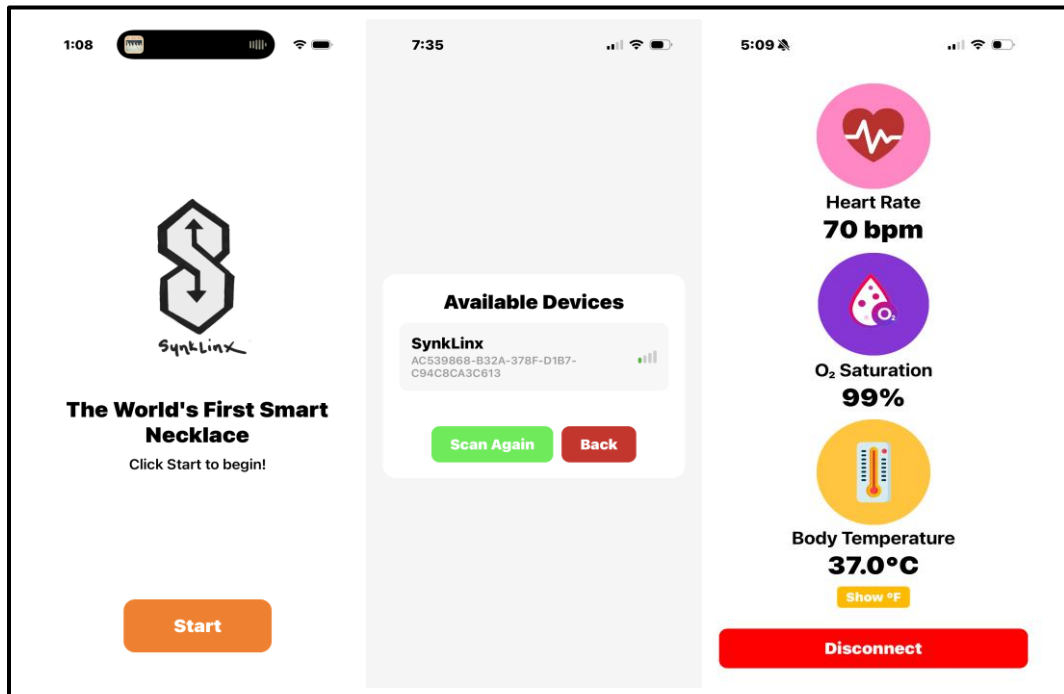 1:08
SynkLinx
The World's First Smart
Necklace
Click Start to begin!
Start
7:35
Available Devices
SynkLinx
AC539868-B32A-378F-D1B7-
C94C8CA3C613
Scan Again
Back
5:09
Heart Rate
70 bpm
O₂
O₂ Saturation
99%
Body Temperature
37.0°C
Show °F
Disconnect